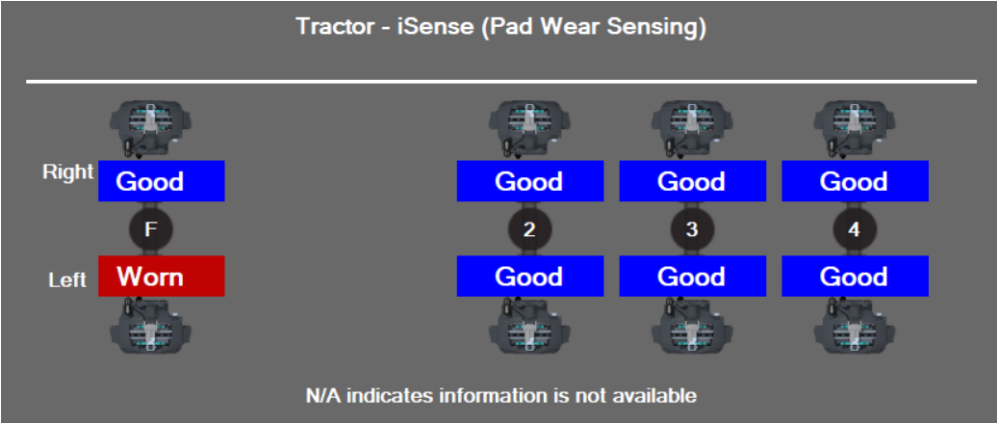 Tractor - iSense (Pad Wear Sensing)
Right Good Good Good Good
F 2 3 4
Left Worn Good Good Good
N/A indicates information is not available